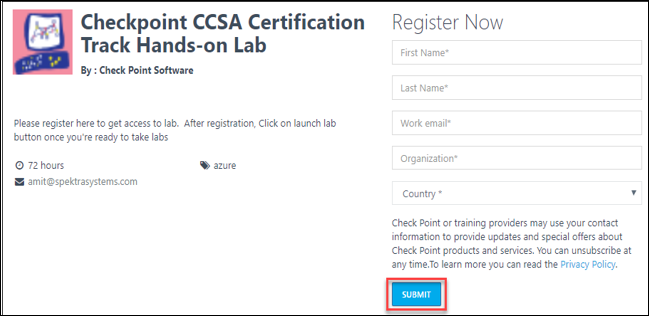 Checkpoint CCSA Certification
Track Hands-on Lab
By : Check Point Software
Please register here to get access to lab.  After registration, Click on launch lab
button once you're ready to take labs
72 hours
azure
amit@spektrasystems.com
Register Now
First Name*
Last Name*
Work email*
Organization*
Country *
Check Point or training providers may use your contact
information to provide updates and special offers about
Check Point products and services. You can unsubscribe
at any time.To learn more you can read the Privacy Policy.
SUBMIT